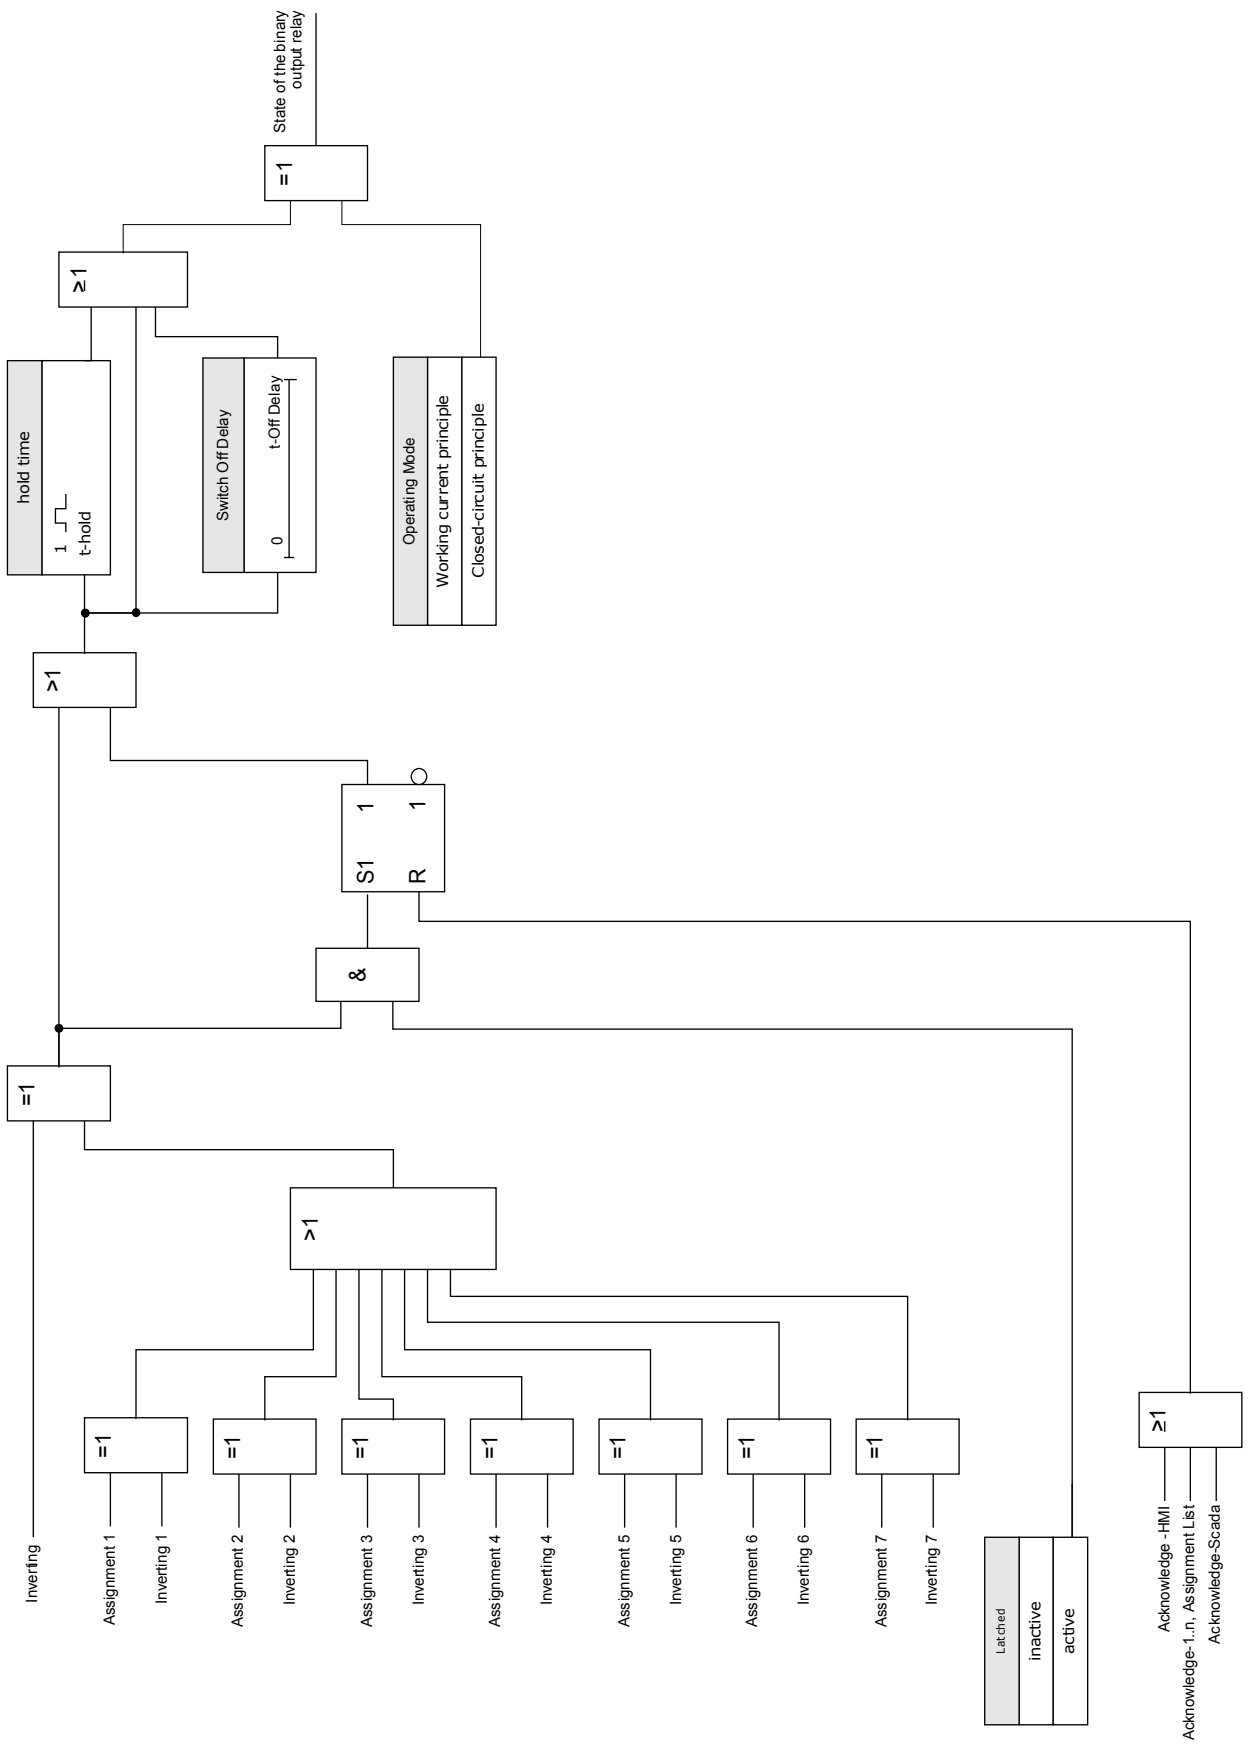 Inverting
Assignment 1
Inverting 1
Assignment 2
Inverting 2
Assignment 3
Inverting 3
Assignment 4
Inverting 4
Assignment 5
Inverting 5
Assignment 6
Inverting 6
Assignment 7
Inverting 7
Latched
inactive
active
Acknowledge -HMI
Acknowledge-1..n, Assignment List
Acknowledge-Scada
=1
=1
=1
=1
=1
=1
=1
≥1
>1
=1
&
S1 1
R 1
>1
hold time
1
t-hold
Switch Off Delay
0 t-Off Delay
Operating Mode
Working current principle
Closed-circuit principle
≥1
=1
State of the binary
output relay